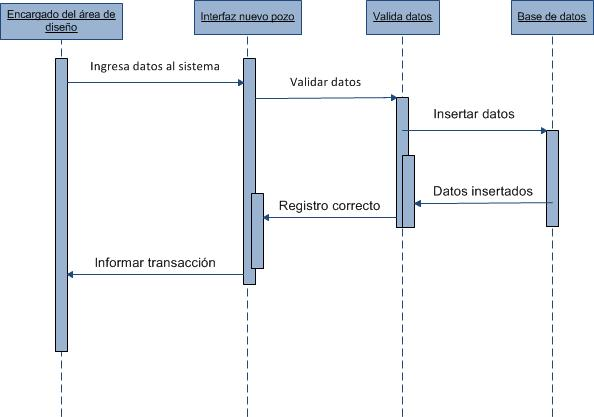 Encargado del área de
diseño
Interfaz nuevo pozo
Valida datos
Base de datos
Ingresa datos al sistema
Validar datos
Insertar datos
Datos insertados
Registro correcto
Informar transacción